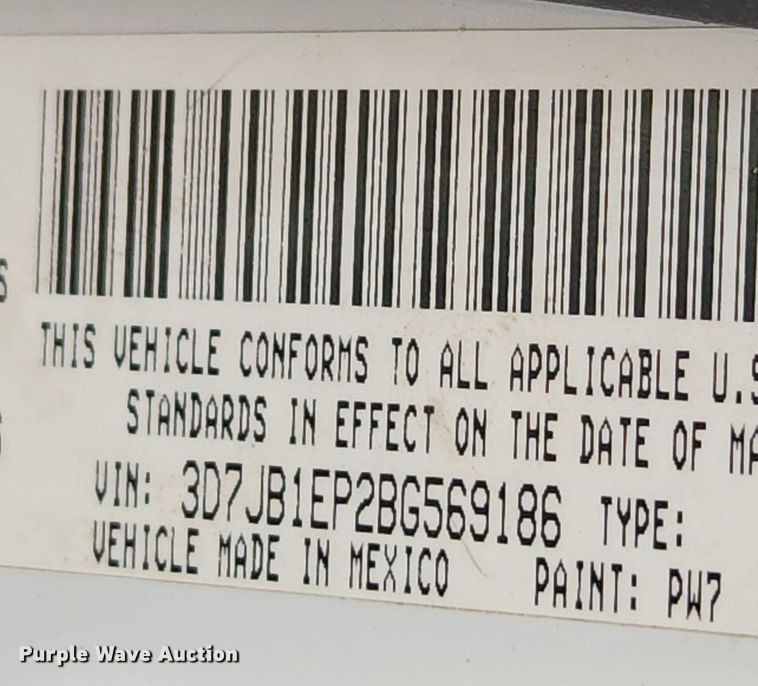 THIS VEHICLE CONFORMS TO ALL APPLICABLE U.S
STANDARDS IN EFFECT ON THE DATE OF MA
VIN: 3D7JB1EP2BG569186 TYPE:
VEHICLE MADE IN MEXICO PAINT: PW7
Purple Wave Auction